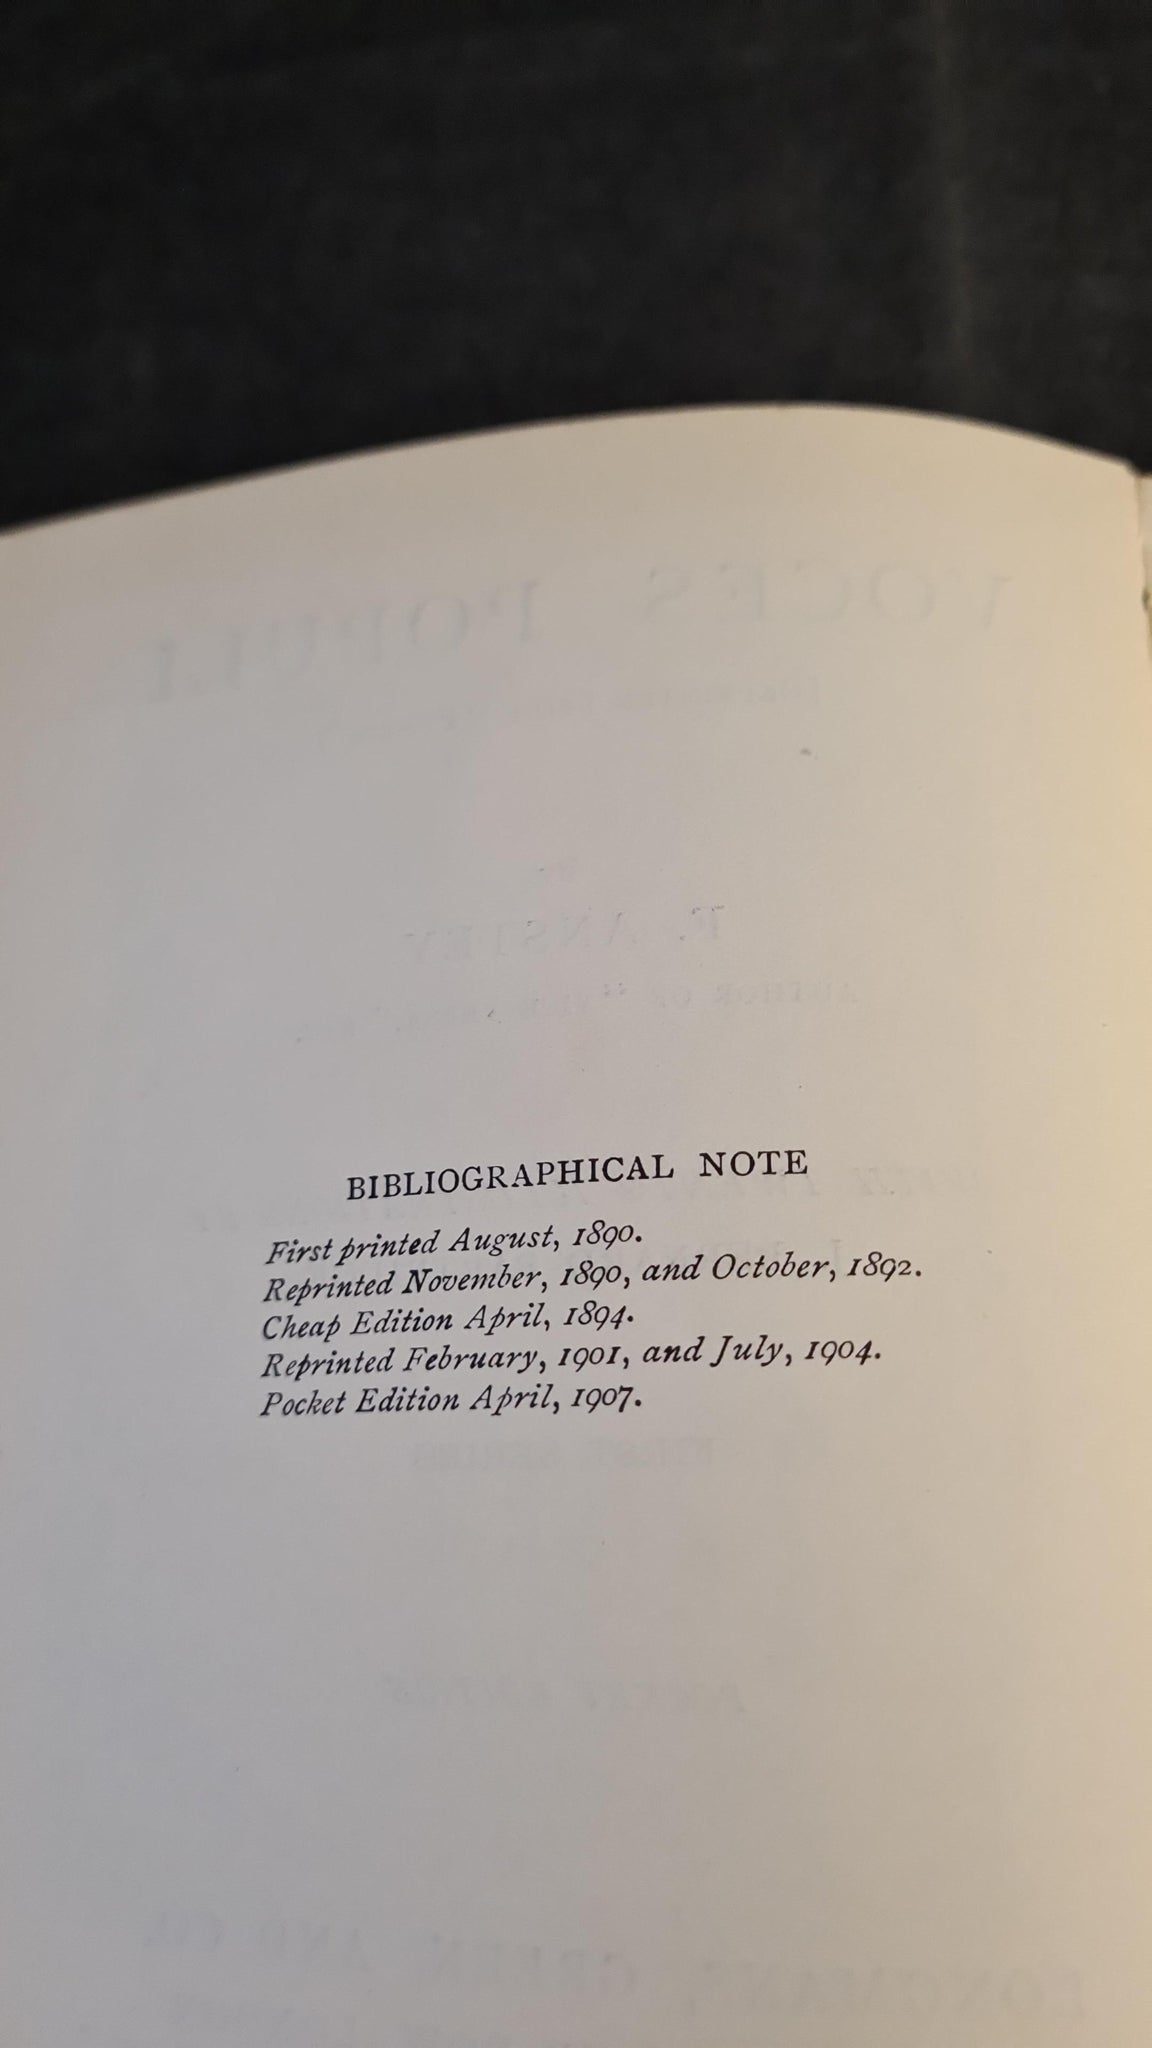 BIBLIOGRAPHICAL NOTE
First printed August, 1890.
Reprinted November, 1890, and October, 1892.
Cheap Edition April, 1894.
Reprinted February, 1901, and July, 1904.
Pocket Edition April, 1907.